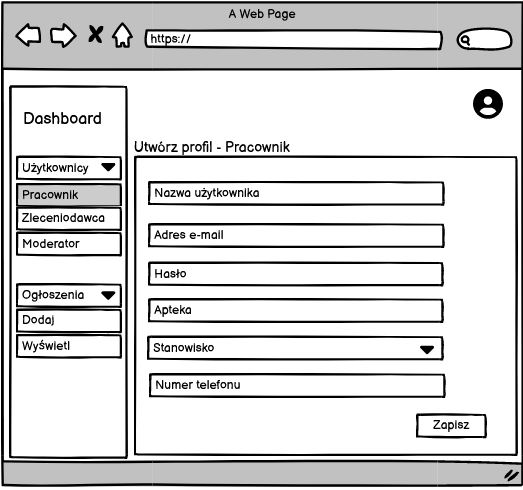 A Web Page
https://
Dashboard
Użytkownicy
Pracownik
Zleceniodawca
Moderator
Ogłoszenia
Dodaj
Wyświetl
Utwórz profil - Pracownik
Nazwa użytkownika
Adres e-mail
Hasło
Apteka
Stanowisko
Numer telefonu
Zapisz